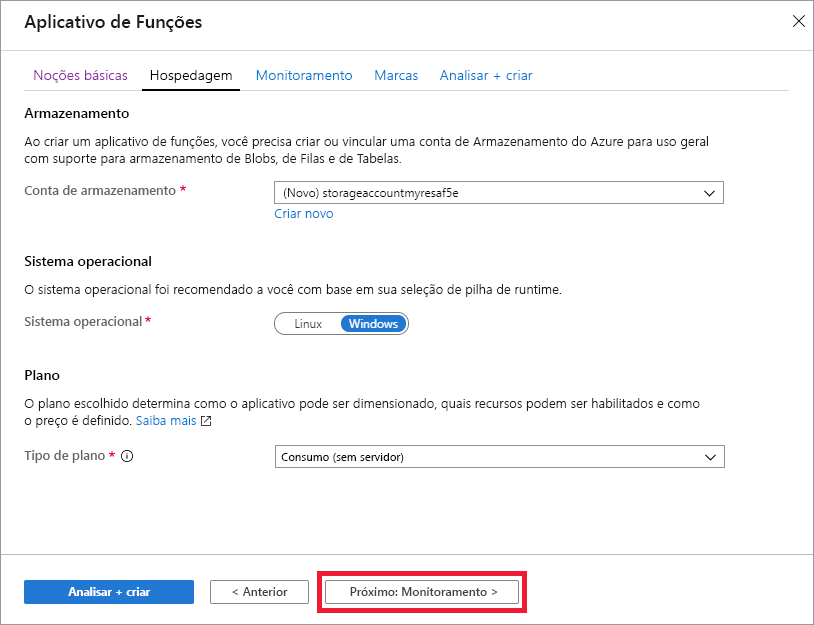 Aplicativo de Funções
Noções básicas Hospedagem Monitoramento Marcas Analisar + criar
Armazenamento
Ao criar um aplicativo de funções, você precisa criar ou vincular uma conta de Armazenamento do Azure para uso geral
com suporte para armazenamento de Blobs, de Filas e de Tabelas.
Conta de armazenamento * (Novo) storageaccountmyresaf5e
Criar novo
Sistema operacional
O sistema operacional foi recomendado a você com base em sua seleção de pilha de runtime.
Sistema operacional * Linux Windows
Plano
O plano escolhido determina como o aplicativo pode ser dimensionado, quais recursos podem ser habilitados e como
o preço é definido. Saiba mais
Tipo de plano * Consumo (sem servidor)
Analisar + criar < Anterior Próximo: Monitoramento >